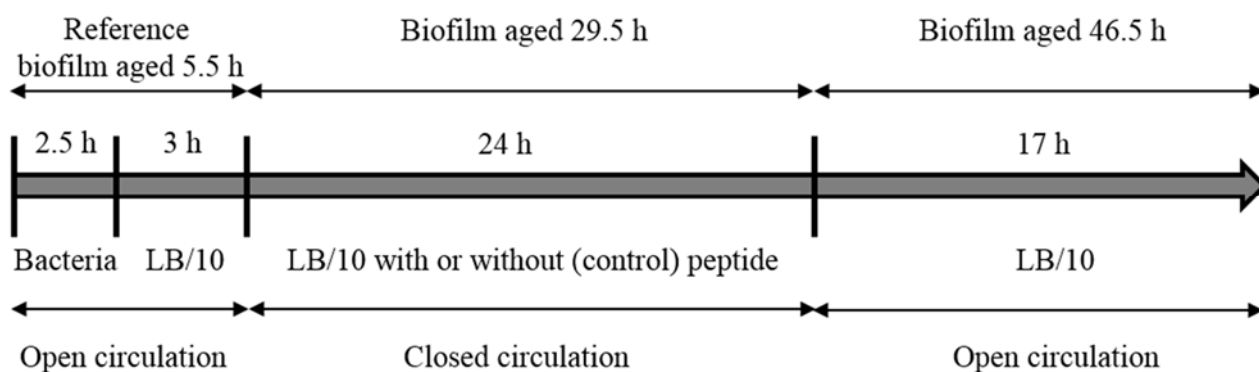 Reference
biofilm aged 5.5 h
Biofilm aged 29.5 h
Biofilm aged 46.5 h
2.5 h
3 h
24 h
17 h
Bacteria
LB/10
LB/10 with or without (control) peptide
LB/10
Open circulation
Closed circulation
Open circulation